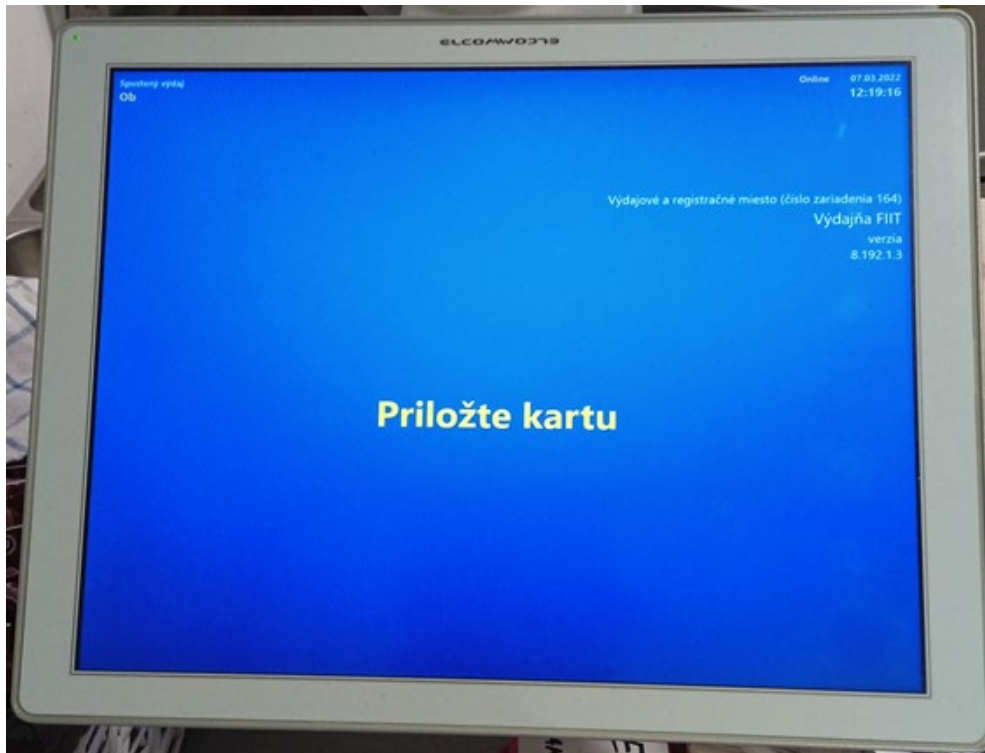 ELCOM
Spustený výdaj
Ob
Online 07.03.2022
12:19:16
Výdajové a registračné miesto (číslo zariadenia 164)
Výdajňa FIIT
verzia
8.192.1.3
Priložte kartu